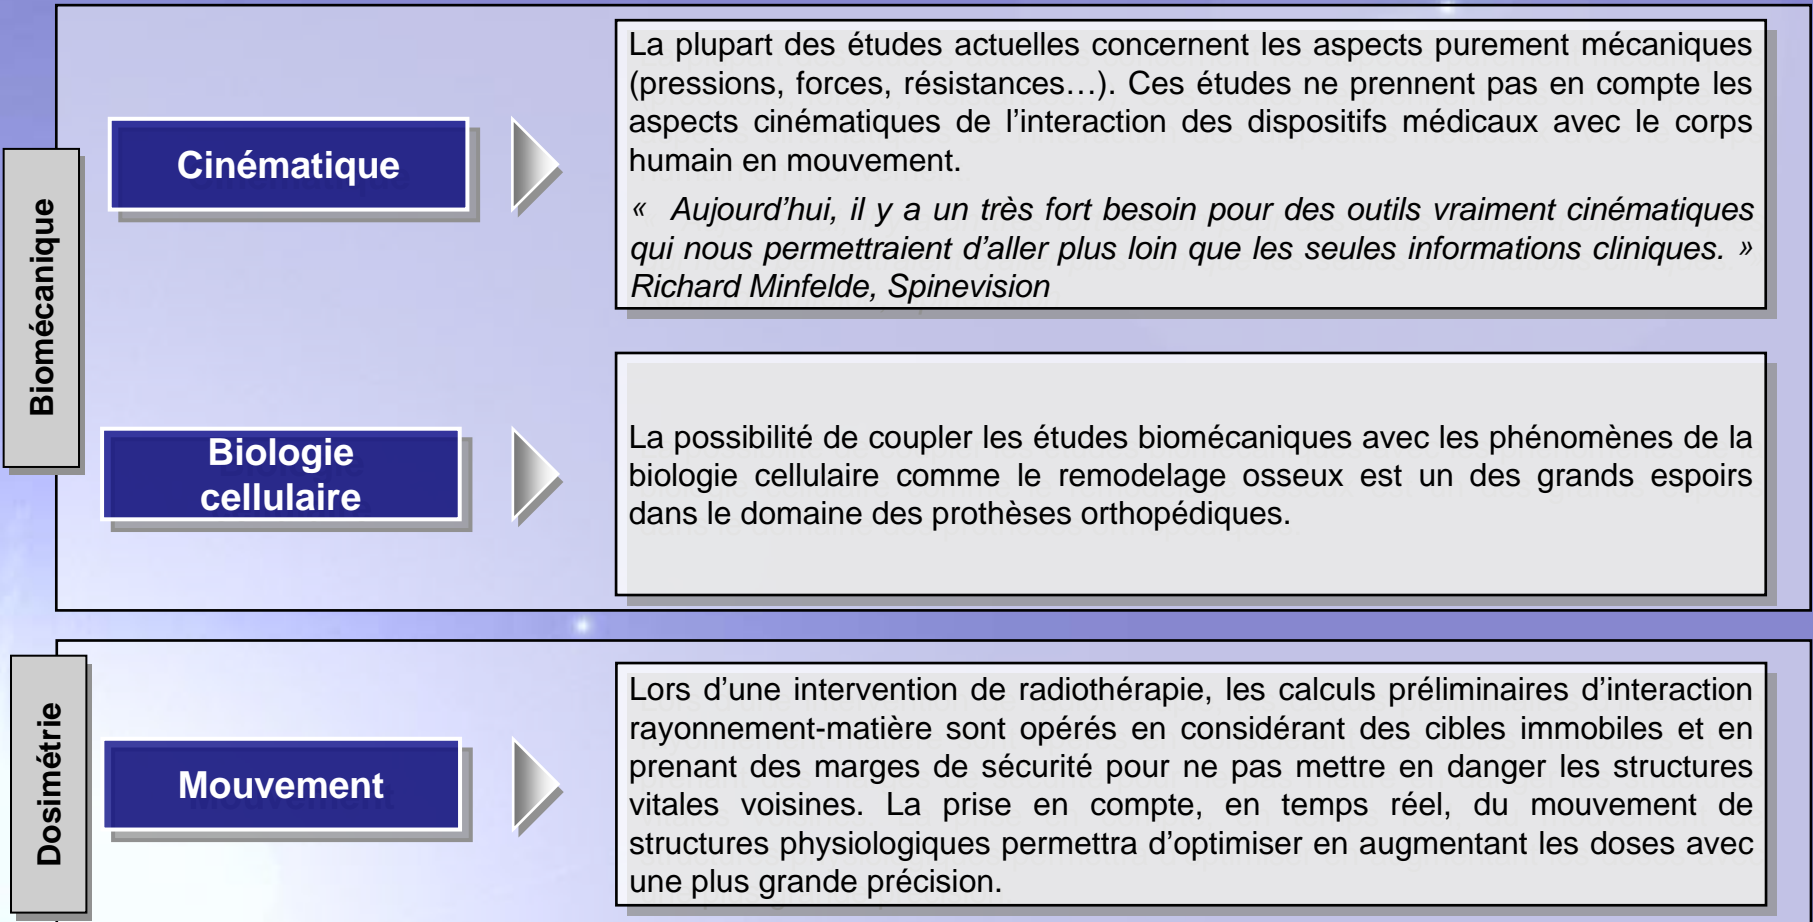 Biomécanique
Cinématique
La plupart des études actuelles concernent les aspects purement mécaniques
(pressions, forces, résistances…). Ces études ne prennent pas en compte les
aspects cinématiques de l’interaction des dispositifs médicaux avec le corps
humain en mouvement.
« Aujourd’hui, il y a un très fort besoin pour des outils vraiment cinématiques
qui nous permettraient d’aller plus loin que les seules informations cliniques. »
Richard Minfelde, Spinevision
Biologie
cellulaire
La possibilité de coupler les études biomécaniques avec les phénomènes de la
biologie cellulaire comme le remodelage osseux est un des grands espoirs
dans le domaine des prothèses orthopédiques.
Dosimétrie
Mouvement
Lors d’une intervention de radiothérapie, les calculs préliminaires d’interaction
rayonnement-matière sont opérés en considérant des cibles immobiles et en
prenant des marges de sécurité pour ne pas mettre en danger les structures
vitales voisines. La prise en compte, en temps réel, du mouvement de
structures physiologiques permettra d’optimiser en augmentant les doses avec
une plus grande précision.